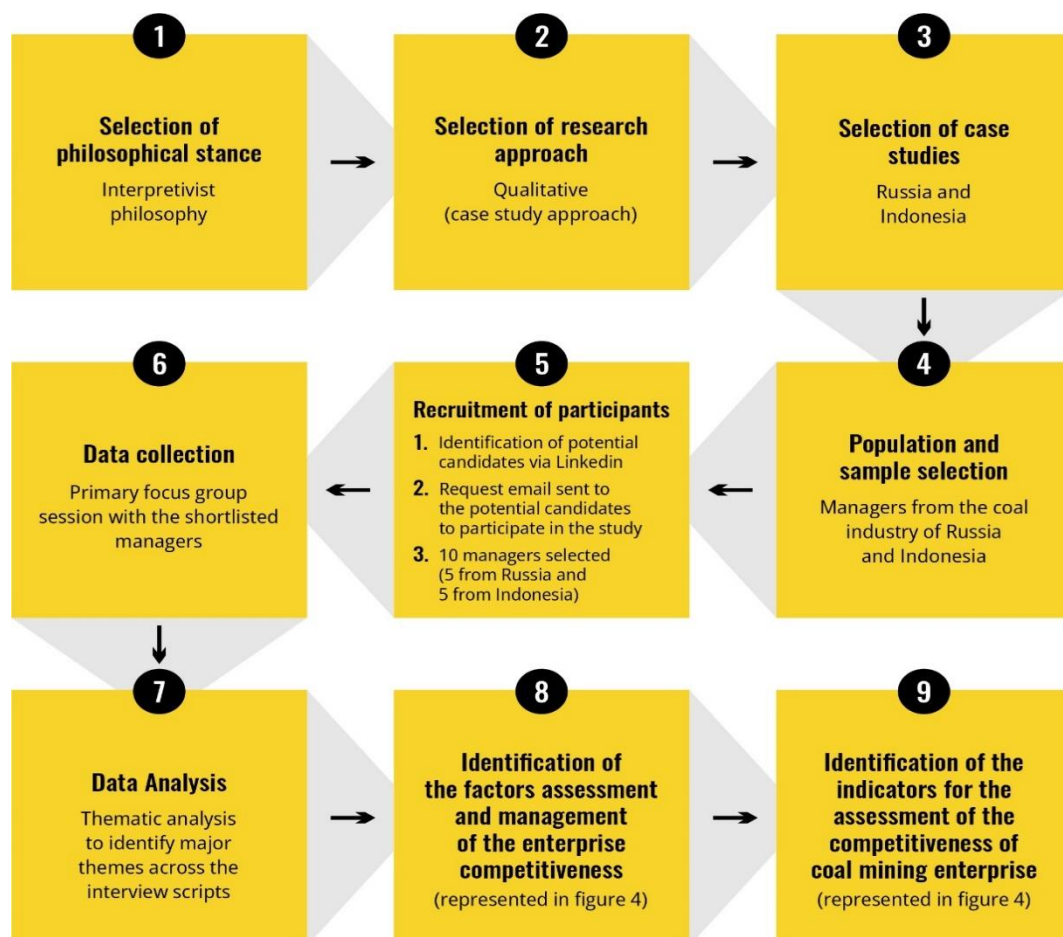 1
Selection of
philosophical stance
Interpretivist
philosophy
2
Selection of research
approach
Qualitative
(case study approach)
3
Selection of case
studies
Russia and
Indonesia
4
Population and
sample selection
Managers from the coal
industry of Russia
and Indonesia
5
Recruitment of participants
1. Identification of potential
candidates via Linkedin
2. Request email sent to
the potential candidates
to participate in the study
3. 10 managers selected
(5 from Russia and
5 from Indonesia)
6
Data collection
Primary focus group
session with the shortlisted
managers
7
Data Analysis
Thematic analysis
to identify major
themes across the
interview scripts
8
Identification of
the factors assessment
and management
of the enterprise
competitiveness
(represented in figure 4)
9
Identification of the
indicators for the
assessment of the
competitiveness of
coal mining enterprise
(represented in figure 4)